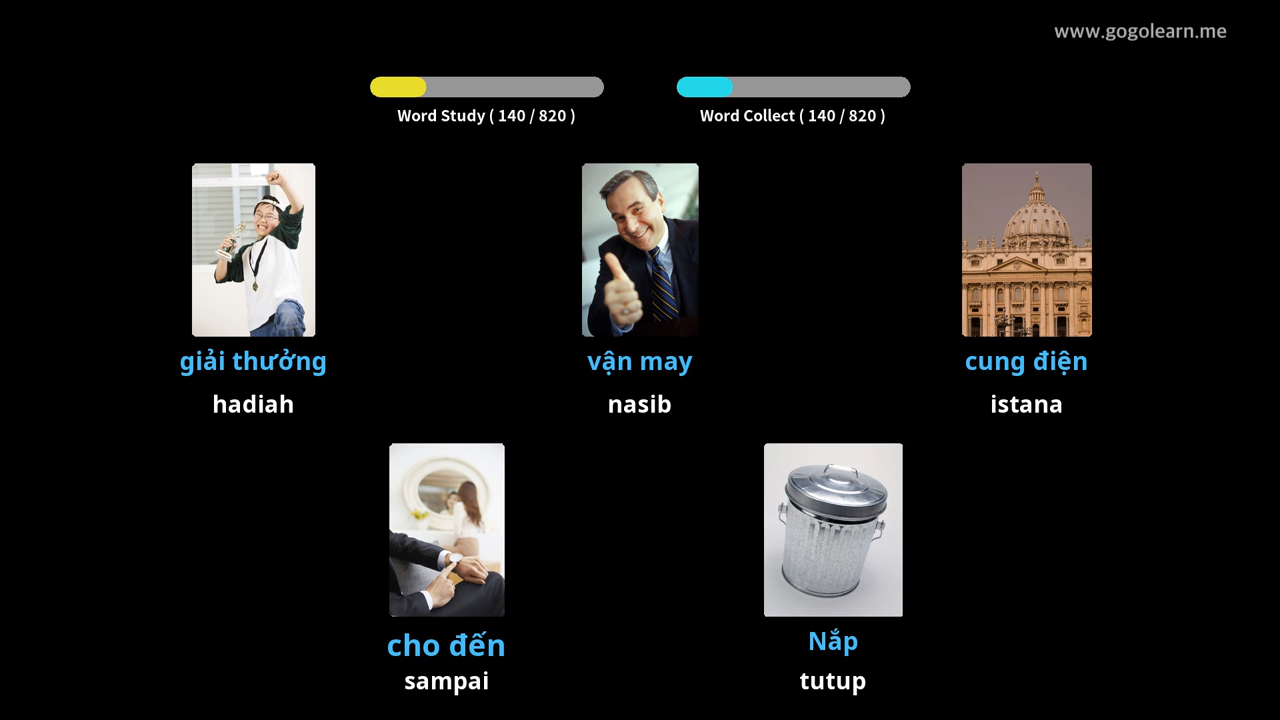 www.gogolearn.me
Word Study ( 140 / 820 )
Word Collect ( 140 / 820 )
giải thưởng
hadiah
vận may
nasib
cung điện
istana
cho đến
sampai
Nắp
tutup